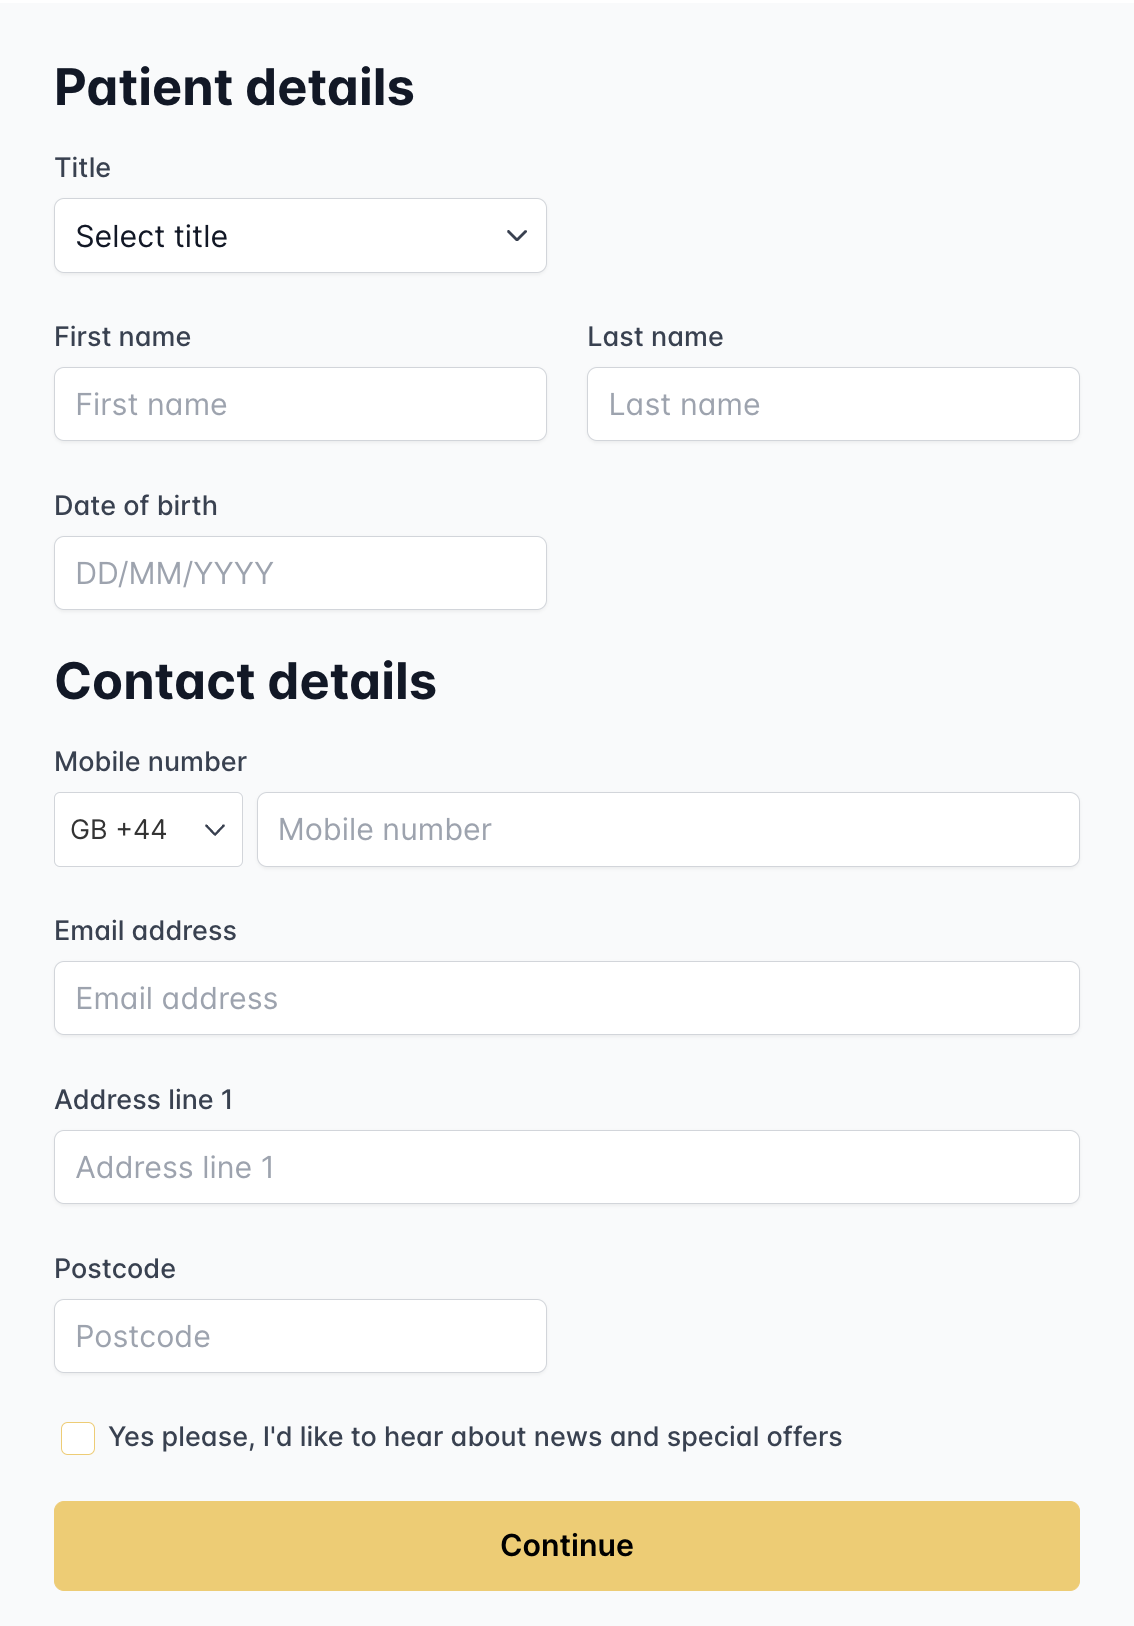 Patient details
Title
Select title
First name
Last name
First name
Last name
Date of birth
DD/MM/YYYY
Contact details
Mobile number
GB +44
Mobile number
Email address
Email address
Address line 1
Address line 1
Postcode
Postcode
Yes please, I'd like to hear about news and special offers
Continue